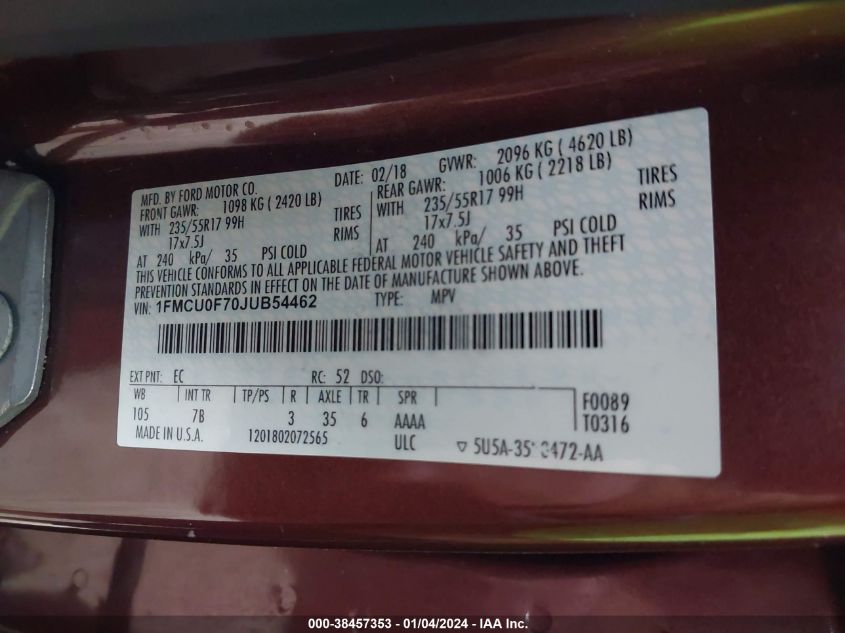 MFD. BY FORD MOTOR CO. DATE: 02/18 GVWR: 2096 KG ( 4620 LB)
FRONT GAWR: 1098 KG ( 2420 LB) REAR GAWR: 1006 KG ( 2218 LB)
WITH 235/55R17 99H TIRES WITH 235/55R17 99H TIRES
17x7.5J RIMS 17x7.5J RIMS
AT 240 kPa/ 35 PSI COLD AT 240 kPa/ 35 PSI COLD
THIS VEHICLE CONFORMS TO ALL APPLICABLE FEDERAL MOTOR VEHICLE SAFETY AND THEFT
PREVENTION STANDARDS IN EFFECT ON THE DATE OF MANUFACTURE SHOWN ABOVE.
VIN: 1FMCU0F70JUB54462 TYPE: MPV
EXT PNT: EC RC: 52 DSO:
WB INT TR TP/PS R AXLE TR SPR F0089
105 7B 3 35 6 AAAA T0316
MADE IN U.S.A. 1201802072565 ULC 5U5A-35 3472-AA
000-38457353 - 01/04/2024 - IAA Inc.